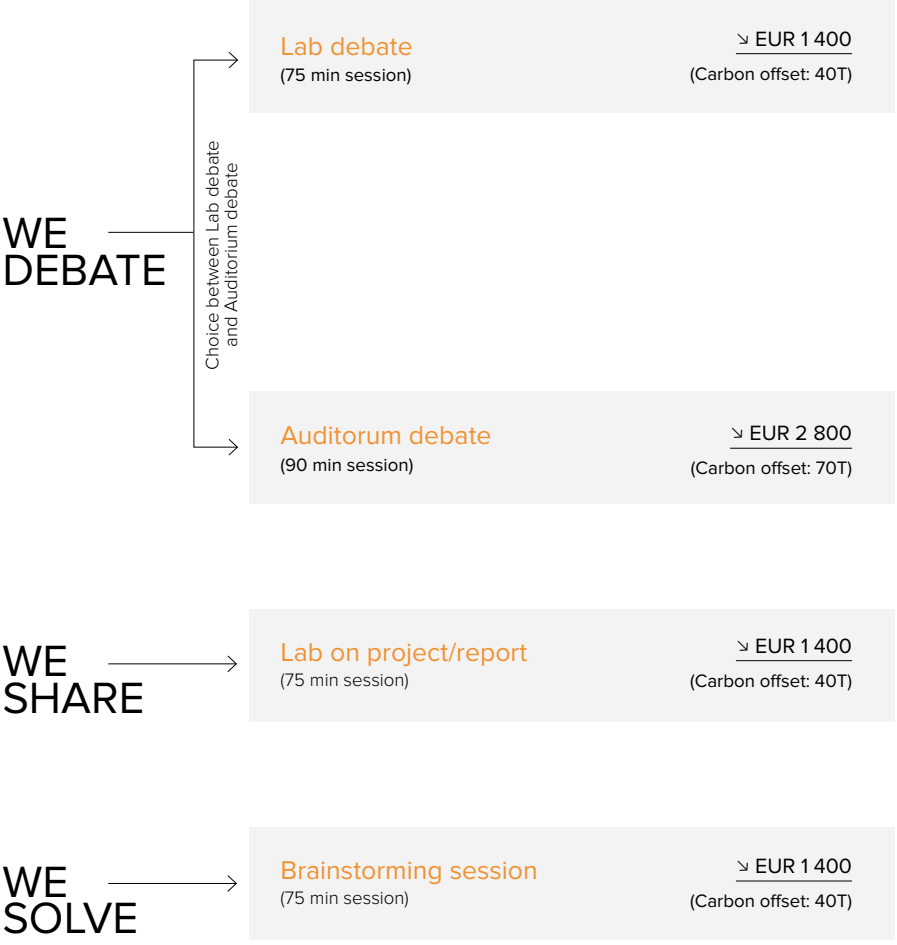 Lab debate
(75 min session)
↘ EUR 1 400
(Carbon offset: 40T)
WE
DEBATE
Choice between Lab debate
and Auditorium debate
Auditorum debate
(90 min session)
↘ EUR 2 800
(Carbon offset: 70T)
WE
SHARE
Lab on project/report
(75 min session)
↘ EUR 1 400
(Carbon offset: 40T)
WE
SOLVE
Brainstorming session
(75 min session)
↘ EUR 1 400
(Carbon offset: 40T)